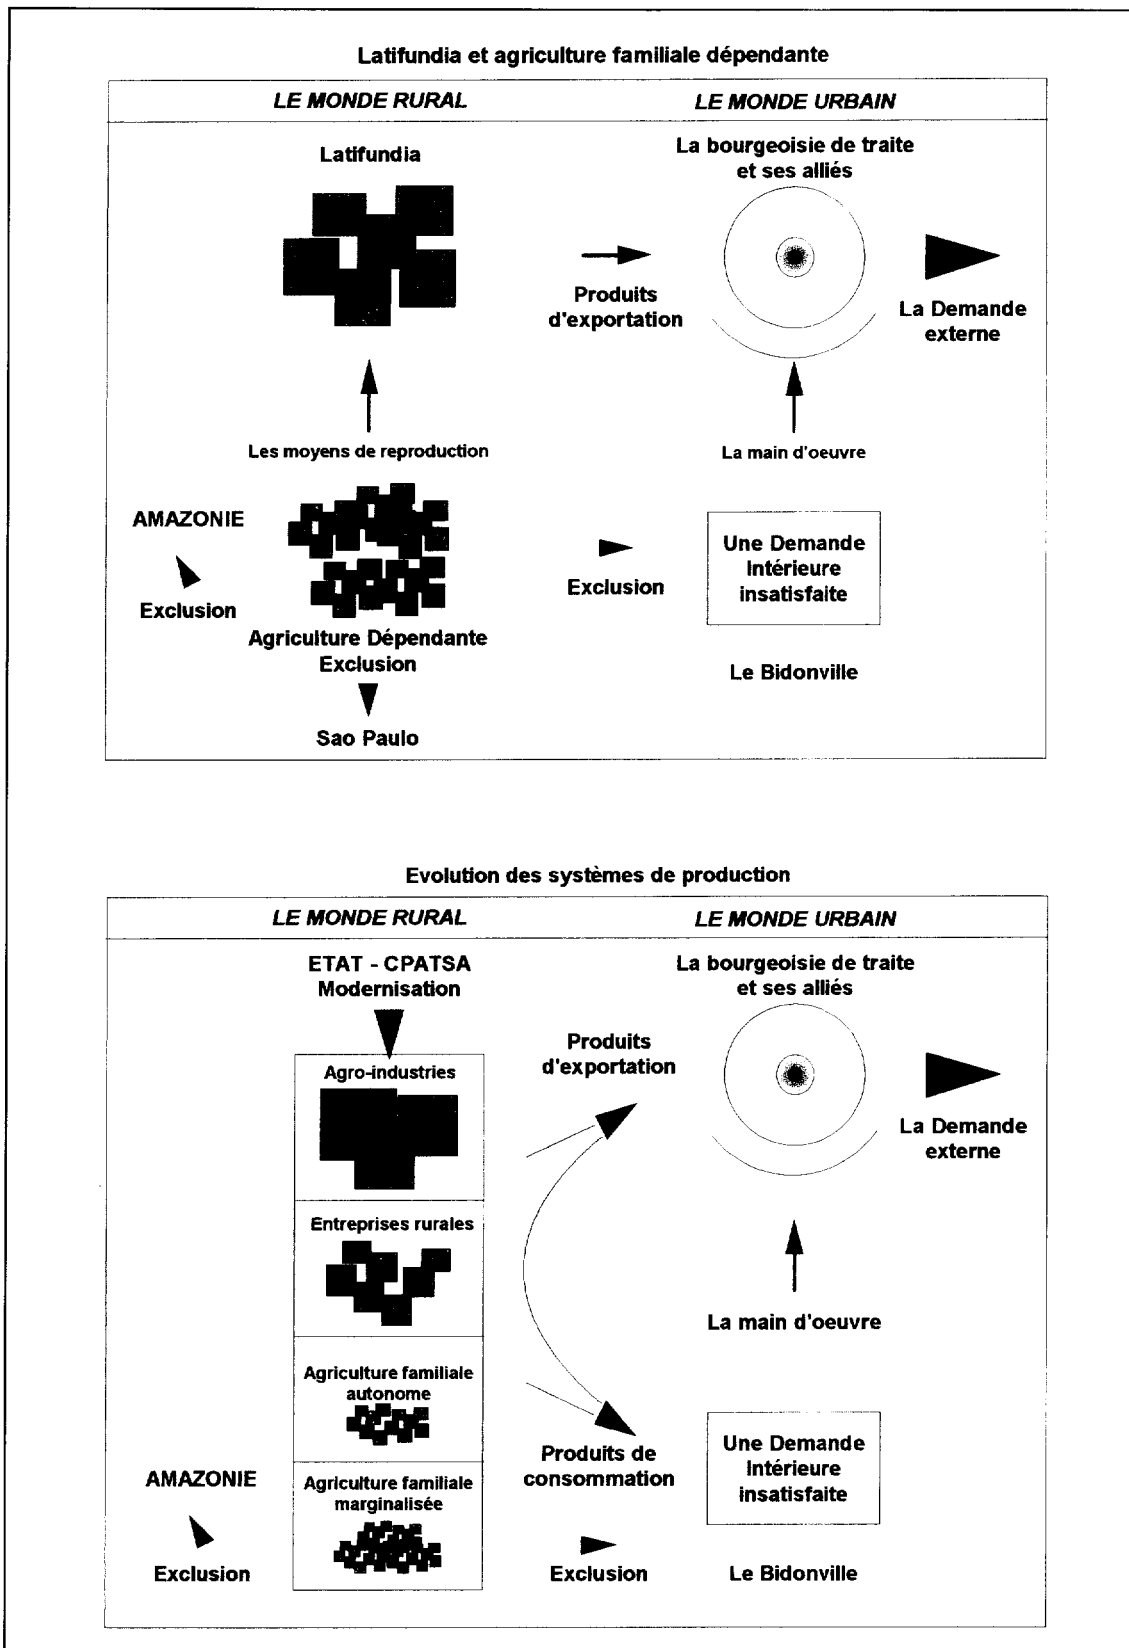 Latifundia et agriculture familiale dépendante
LE MONDE RURAL
LE MONDE URBAIN
Latifundia
La bourgeoisie de traite
et ses alliés
Produits
d'exportation
La Demande
externe
Les moyens de reproduction
La main d'oeuvre
AMAZONIE
Exclusion
Agriculture Dépendante
Exclusion
Sao Paulo
Exclusion
Une Demande
Intérieure
insatisfaite
Le Bidonville
Evolution des systèmes de production
LE MONDE RURAL
LE MONDE URBAIN
ETAT - CPATSA
Modernisation
La bourgeoisie de traite
et ses alliés
Agro-industries
Produits
d'exportation
La Demande
externe
Entreprises rurales
La main d'oeuvre
Agriculture familiale
autonome
Produits de
consommation
Une Demande
Intérieure
insatisfaite
AMAZONIE
Exclusion
Agriculture familiale
marginalisée
Exclusion
Le Bidonville